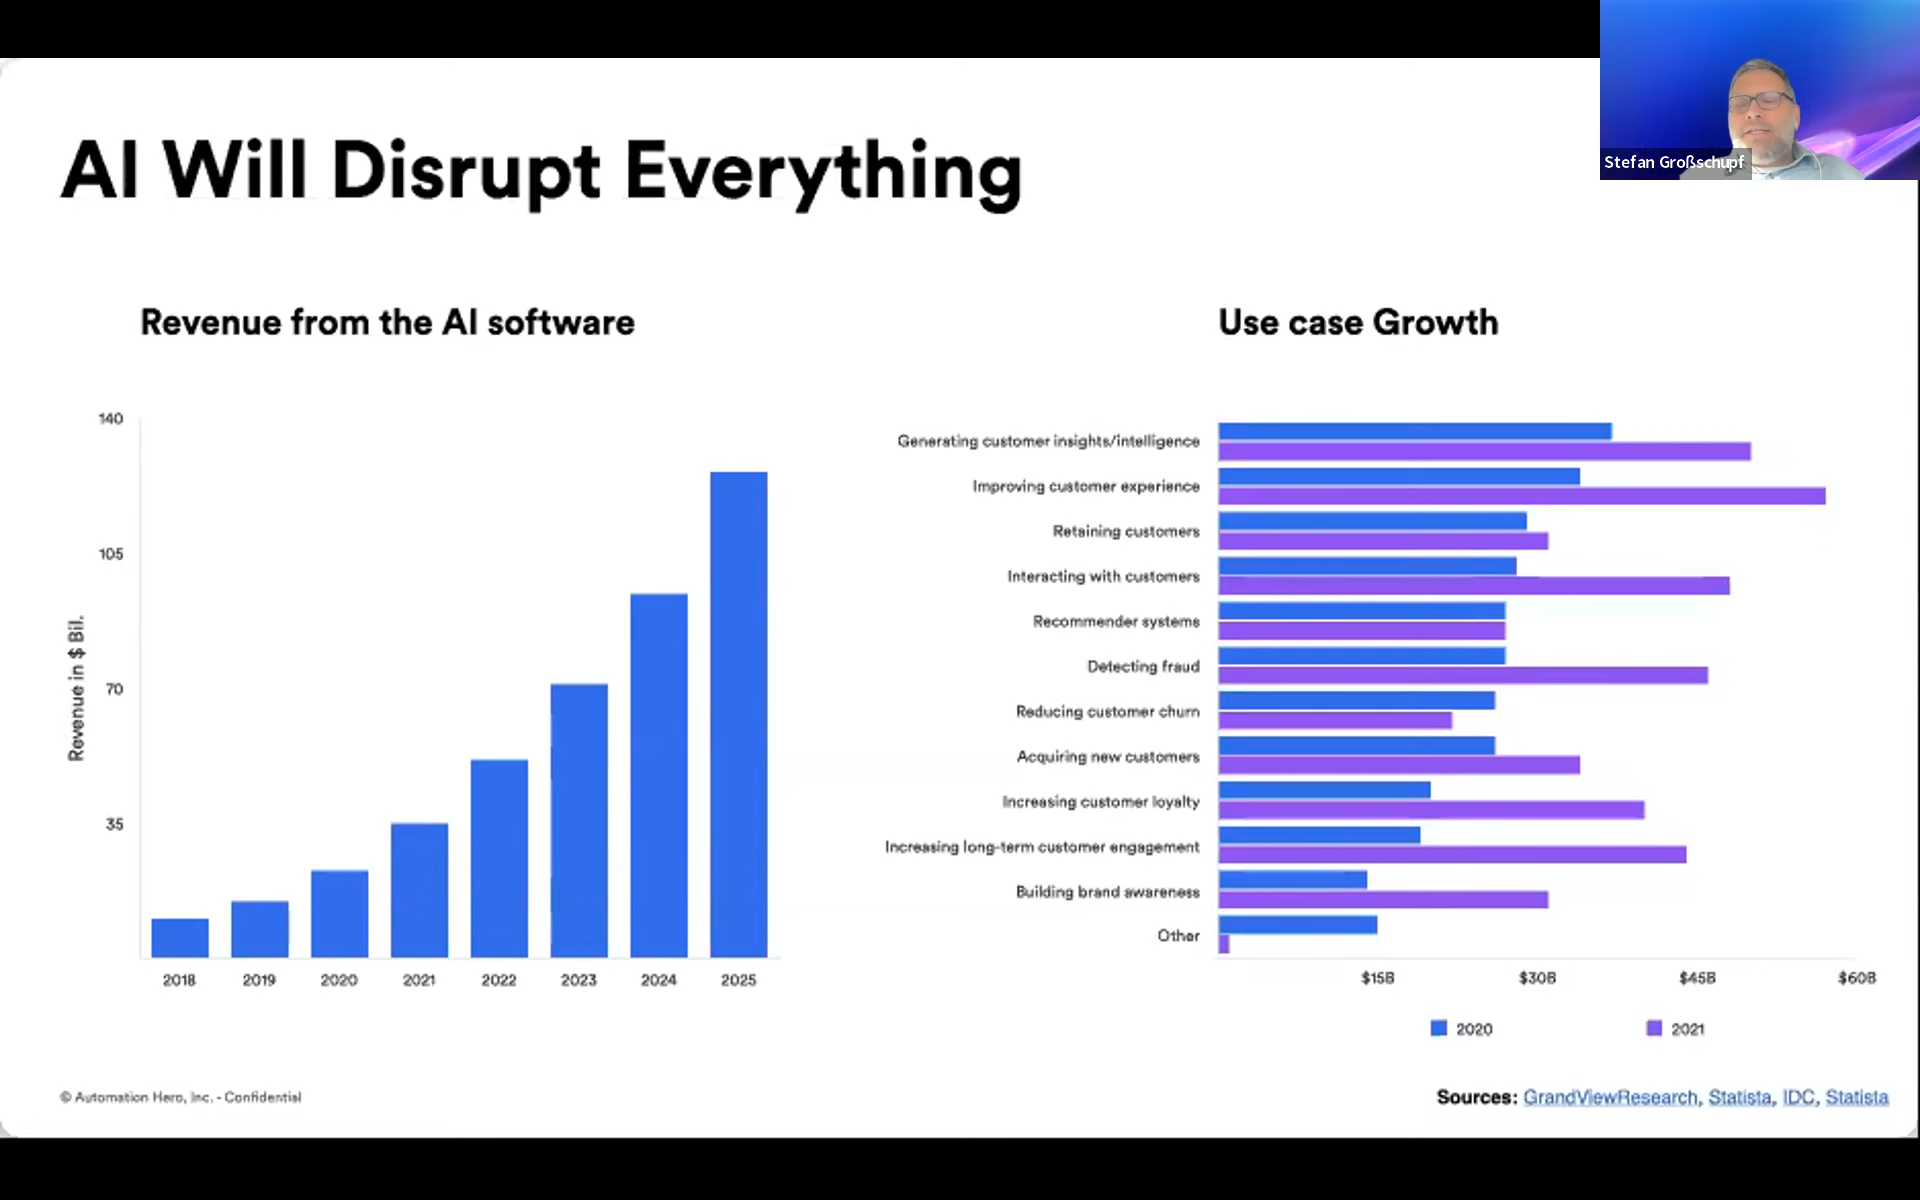 Stefan Großschupf
AI Will Disrupt Everything
Revenue from the AI software
Revenue in $ Bil.
140
105
70
35
2018 2019 2020 2021 2022 2023 2024 2025
Use case Growth
Generating customer insights/intelligence
Improving customer experience
Retaining customers
Interacting with customers
Recommender systems
Detecting fraud
Reducing customer churn
Acquiring new customers
Increasing customer loyalty
Increasing long-term customer engagement
Building brand awareness
Other
$15B $30B $45B $60B
2020 2021
© Automation Hero, Inc. - Confidential
Sources: GrandViewResearch, Statista, IDC, Statista